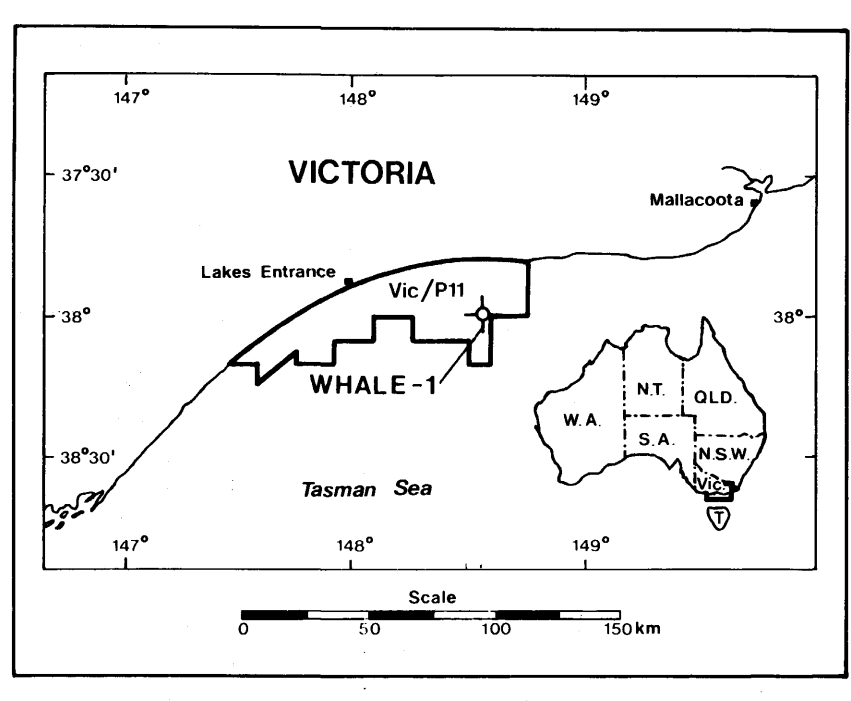 147° 148° 149°
37°30'
VICTORIA
Mallacoota
Lakes Entrance
Vic/P11
38° 38°
WHALE-1
N.T.
QLD.
W.A.
S.A.
N.S.W.
38°30'
Vic.
Tasman Sea
T
147° 148° 149°
Scale
0 50 100 150 km